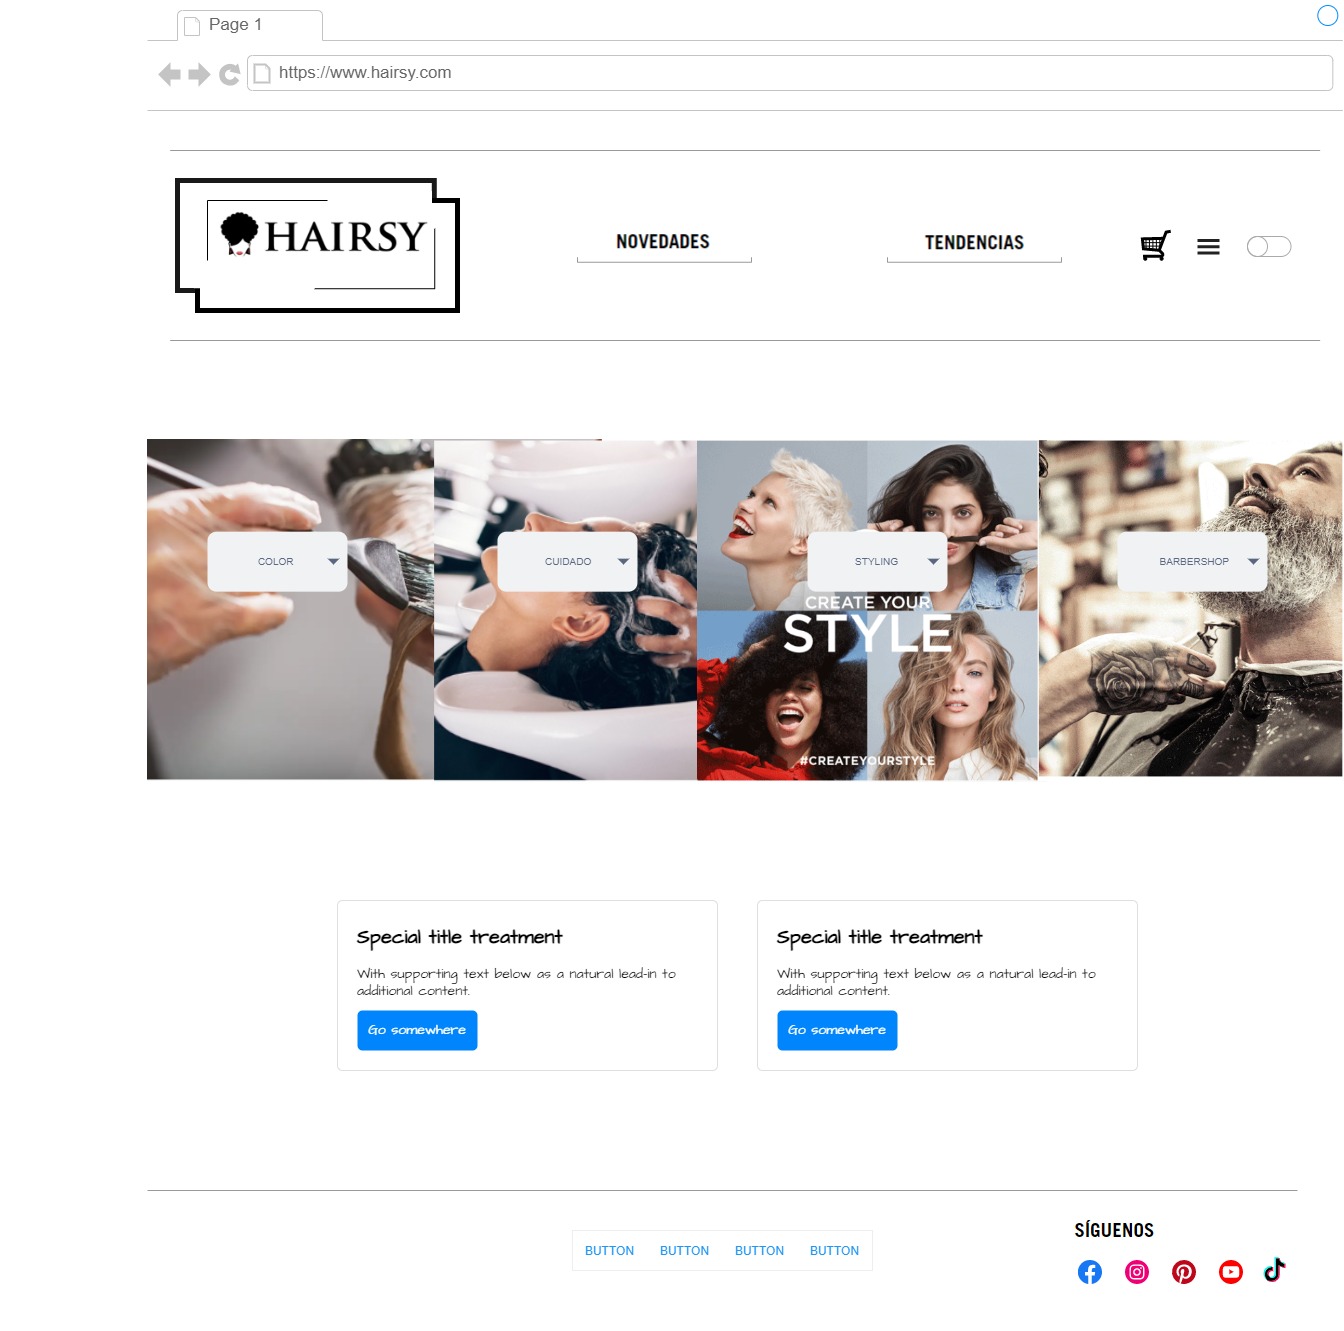 Page 1
https://www.hairsy.com
HAIRSY
NOVEDADES
TENDENCIAS
COLOR
CUIDADO
STYLING
BARBERSHOP
CREATE YOUR
STYLE
#CREATEYOURSTYLE
Special title treatment
With supporting text below as a natural lead-in to
additional content.
Go somewhere
Special title treatment
With supporting text below as a natural lead-in to
additional content.
Go somewhere
BUTTON BUTTON BUTTON BUTTON
SÍGUENOS